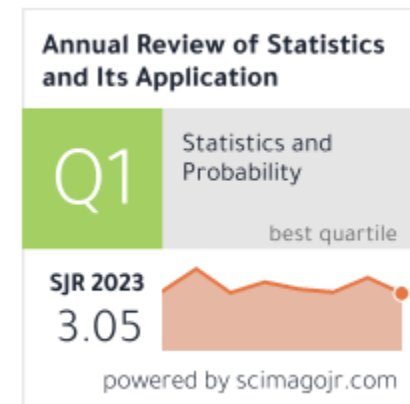 Annual Review of Statistics
and Its Application
Q1
Statistics and
Probability
best quartile
SJR 2023
3.05
powered by scimagojr.com